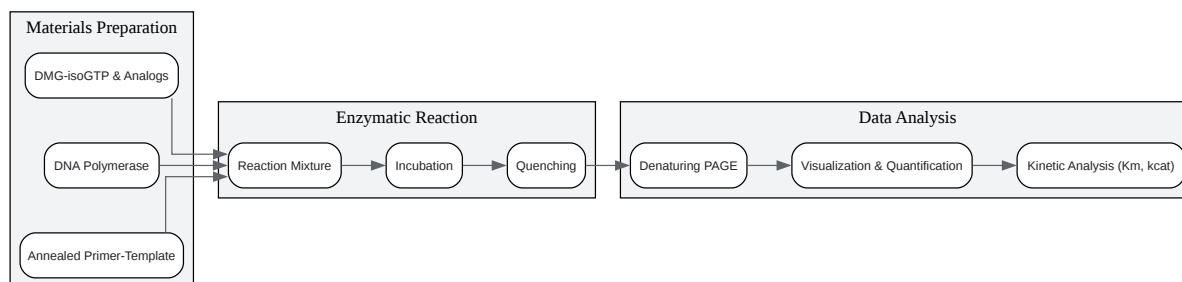 Materials Preparation
DMG-isoGTP & Analogs
DNA Polymerase
Annealed Primer-Template
Enzymatic Reaction
Reaction Mixture
Incubation
Quenching
Data Analysis
Denaturing PAGE
Visualization & Quantification
Kinetic Analysis (Km, kcat)